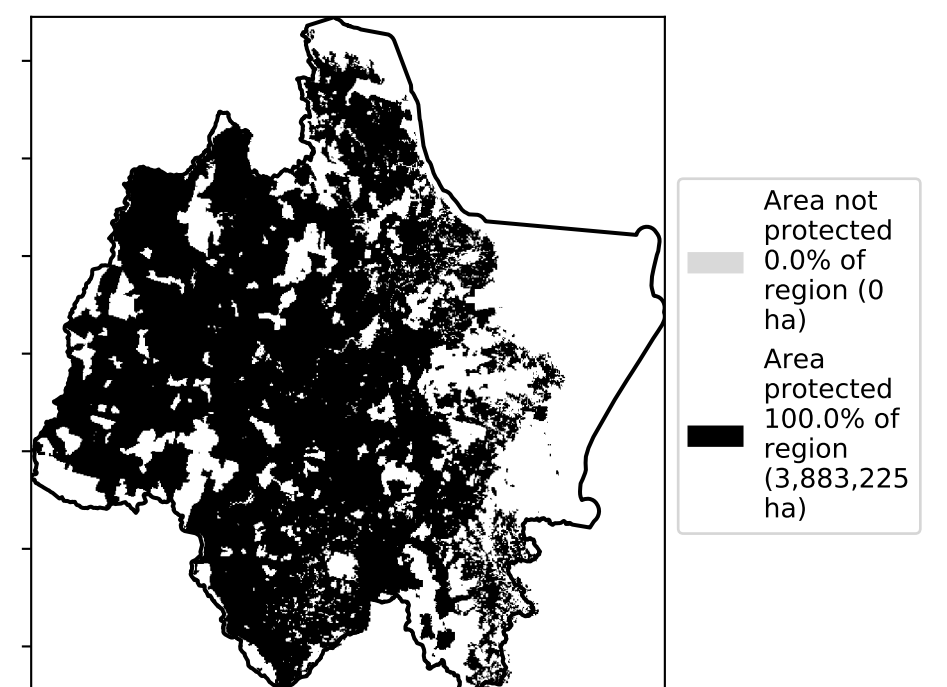 Area not
protected
0.0% of
region (0
ha)
Area
protected
100.0% of
region
(3,883,225
ha)